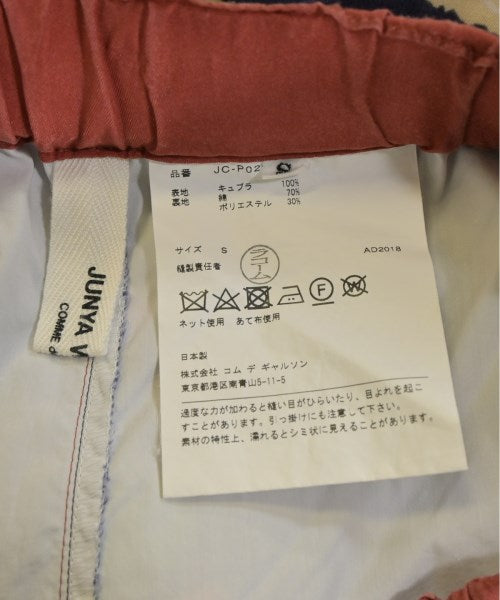 品番 JC-P02
表地 キュプラ 100%
裏地 綿 70%
ポリエステル 30%
サイズ S AD2018
縫製責任者 ラコーム
ネット使用 あて布使用
日本製
株式会社 コム デ ギャルソン
東京都港区南青山5-11-5
過度な力が加わると縫い目がひらいたり、目よれを起こ
すことがあります。引っ掛けにも注意して下さい。
素材の特性上、濡れるとシミ状に見えることがあります。
JUNYA
COMME